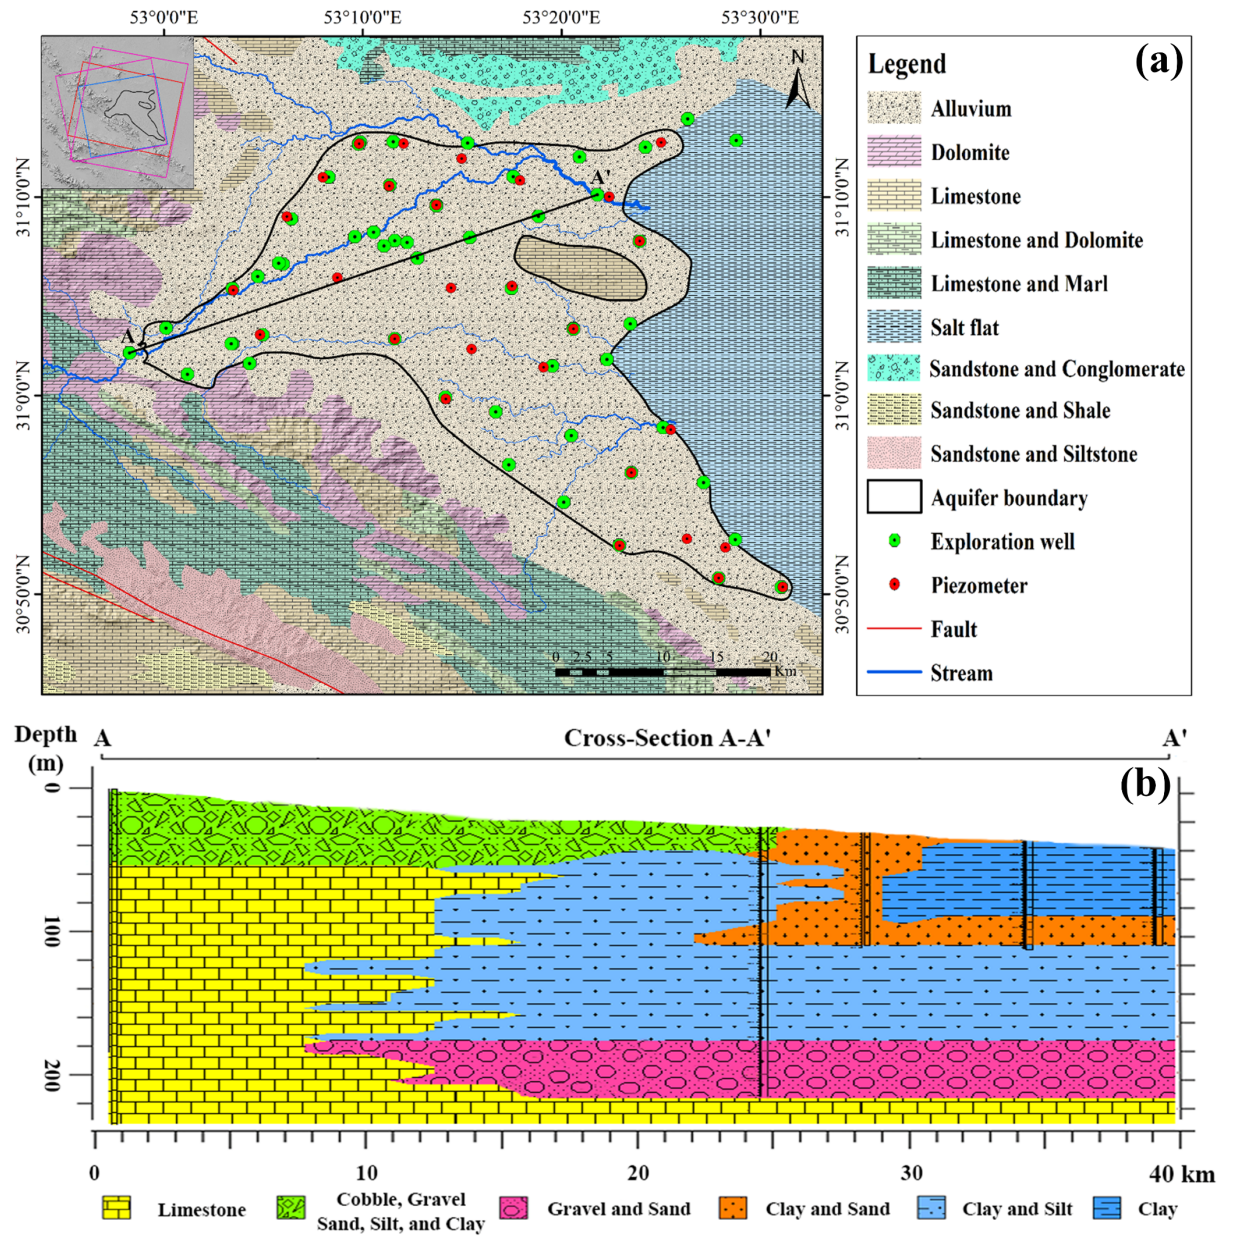 53°0'0"E 53°10'0"E 53°20'0"E 53°30'0"E
31°10'0"N
31°0'0"N
30°50'0"N
N
A
A'
0 2.5 5 10 15 20
Km
31°10'0"N
31°0'0"N
30°50'0"N
(a)
Legend
Alluvium
Dolomite
Limestone
Limestone and Dolomite
Limestone and Marl
Salt flat
Sandstone and Conglomerate
Sandstone and Shale
Sandstone and Siltstone
Aquifer boundary
Exploration well
Piezometer
Fault
Stream
Depth
(m)
A Cross-Section A-A' A'
(b)
0
100
200
0 10 20 30 40 km
Limestone
Cobble, Gravel
Sand, Silt, and Clay
Gravel and Sand
Clay and Sand
Clay and Silt
Clay